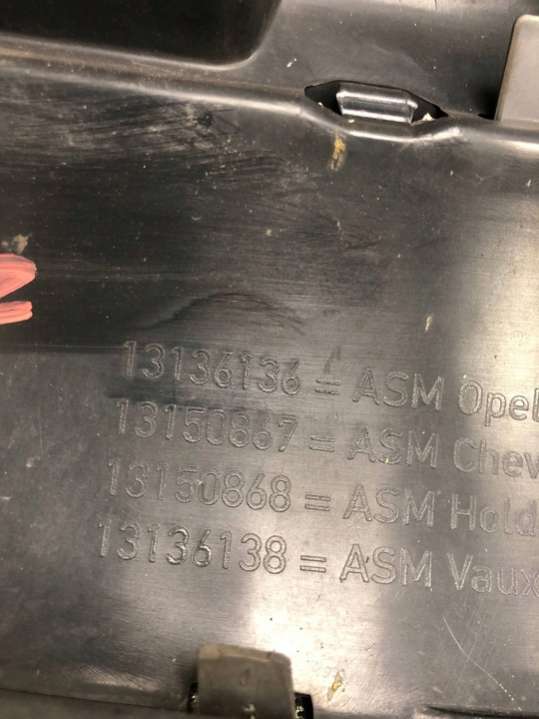 13136136 = ASM Opel
13150867 = ASM Chev
13150868 = ASM Hold
13136138 = ASM Vaux